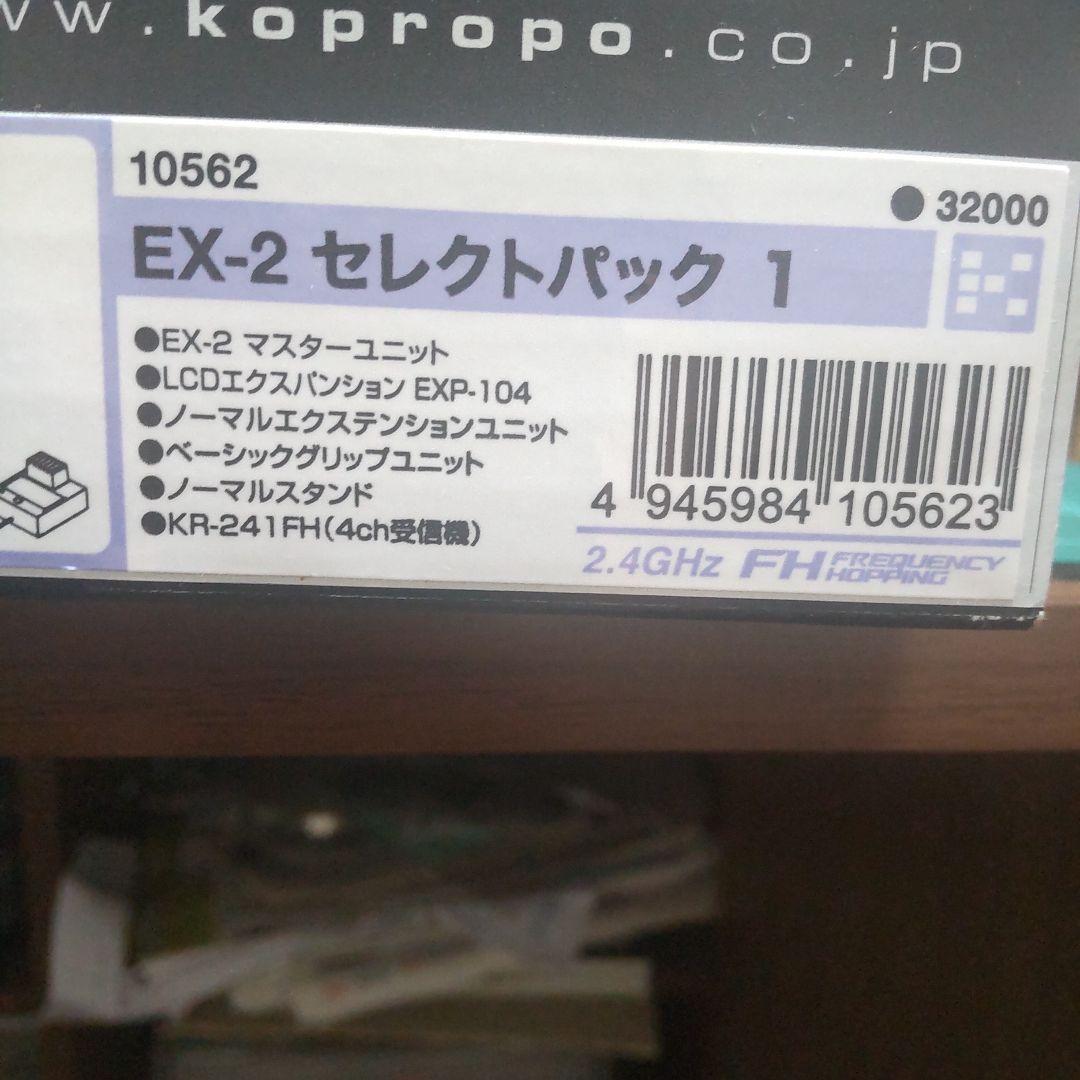 ww.kopropo.co.jp
10562
●32000
EX-2 セレクトパック 1
●EX-2 マスターユニット
●LCDエクスパンション EXP-104
●ノーマルエクステンションユニット
●ベーシックグリップユニット
●ノーマルスタンド
●KR-241FH(4ch受信機)
4 945984 105623
2.4GHz FH FREQUENCY HOPPING